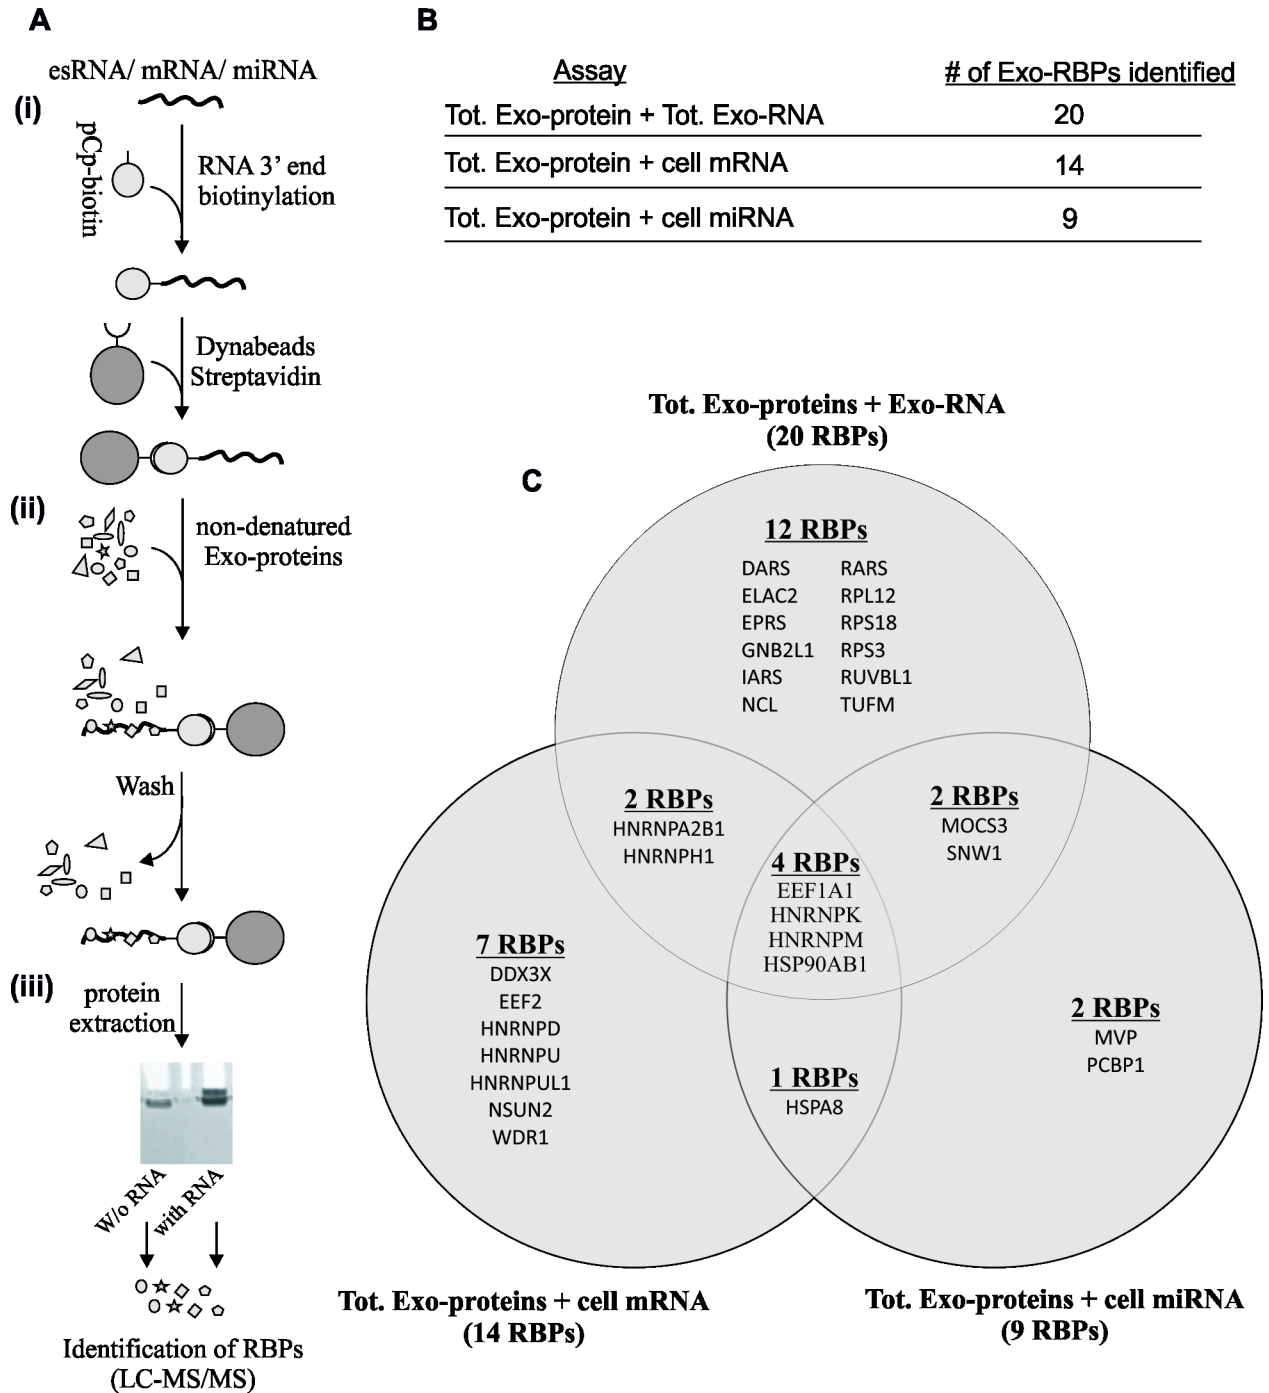 A
esRNA/ mRNA/ miRNA
(i)
pCp-biotin
RNA 3' end
biotinylation
Dynabeads
Streptavidin
(ii)
non-denatured
Exo-proteins
Wash
(iii)
protein
extraction
W/o RNA
with RNA
Identification of RBPs
(LC-MS/MS)
B
Assay # of Exo-RBPs identified
Tot. Exo-protein + Tot. Exo-RNA 20
Tot. Exo-protein + cell mRNA 14
Tot. Exo-protein + cell miRNA 9
C
Tot. Exo-proteins + Exo-RNA
(20 RBPs)
12 RBPs
DARS RARS
ELAC2 RPL12
EPRS RPS18
GNB2L1 RPS3
IARS RUVBL1
NCL TUFM
2 RBPs
HNRNPA2B1
HNRNPH1
2 RBPs
MOCS3
SNW1
4 RBPs
EEF1A1
HNRNPK
HNRNPM
HSP90AB1
7 RBPs
DDX3X
EEF2
HNRNPD
HNRNPU
HNRNPUL1
NSUN2
WDR1
1 RBPs
HSPA8
2 RBPs
MVP
PCBP1
Tot. Exo-proteins + cell mRNA
(14 RBPs)
Tot. Exo-proteins + cell miRNA
(9 RBPs)